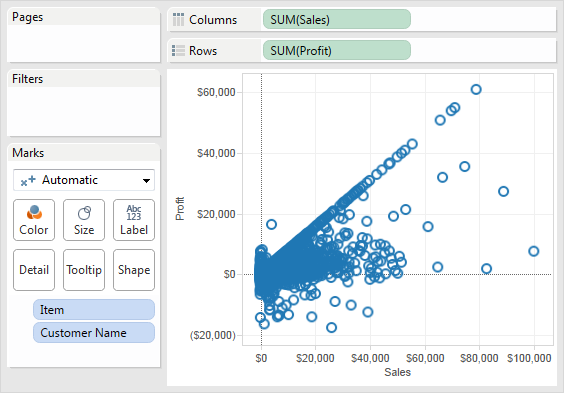 Pages
Columns
SUM(Sales)
Rows
SUM(Profit)
Filters
Marks
Automatic
Color
Size
Abc
123
Label
Detail
Tooltip
Shape
Item
Customer Name
Profit
$60,000
$40,000
$20,000
$0
($20,000)
$0
$20,000
$40,000
$60,000
$80,000
$100,000
Sales